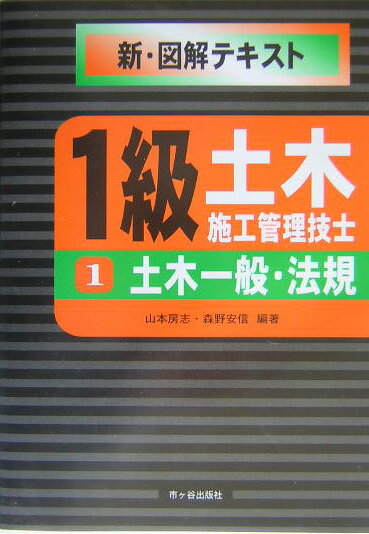 新・図解テキスト
1級 土木
施工管理技士
1 土木一般・法規
山本房志・森野安信 編著
市ヶ谷出版社